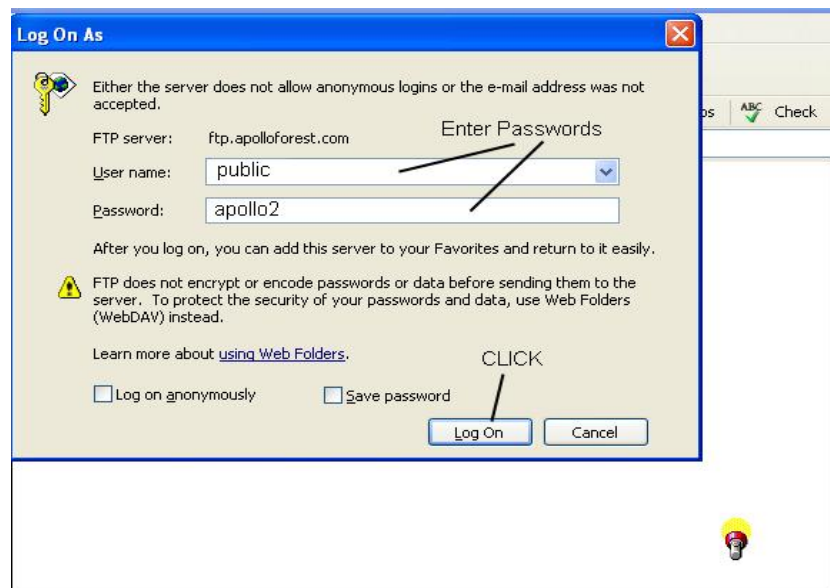 Log On As
Either the server does not allow anonymous logins or the e-mail address was not
accepted.
Enter Passwords
FTP server: ftp.apolloforest.com
User name: public
Password: apollo2
After you log on, you can add this server to your Favorites and return to it easily.
FTP does not encrypt or encode passwords or data before sending them to the
server. To protect the security of your passwords and data, use Web Folders
(WebDAV) instead.
Learn more about using Web Folders.
CLICK
Log on anonymously Save password
Log On Cancel
ABC Check